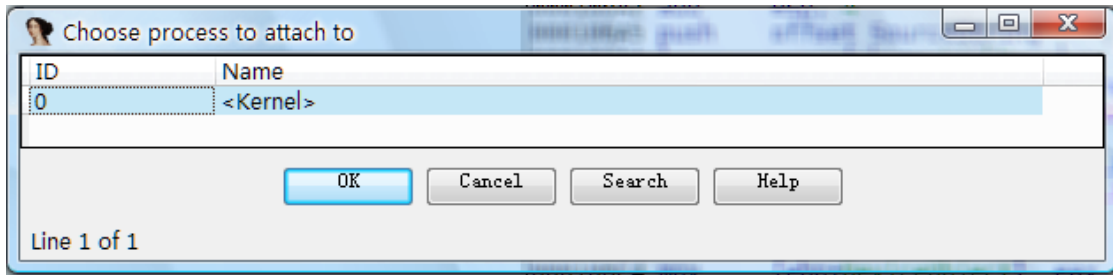 Choose process to attach to
ID Name
0 <Kernel>
OK Cancel Search Help
Line 1 of 1